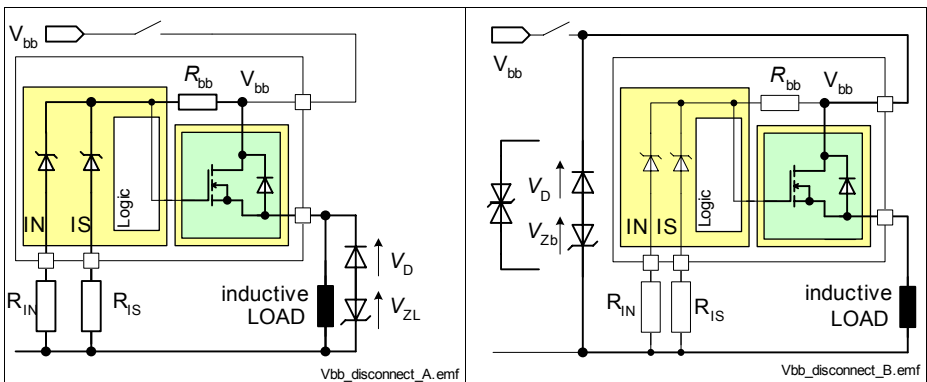 Vbb
Rbb
Vbb
Logic
IN
IS
RIN
RIS
inductive
LOAD
VD
VZL
Vbb_disconnect_A.emf
Vbb
Rbb
Vbb
VD
VZb
Logic
IN
IS
RIN
RIS
inductive
LOAD
Vbb_disconnect_B.emf